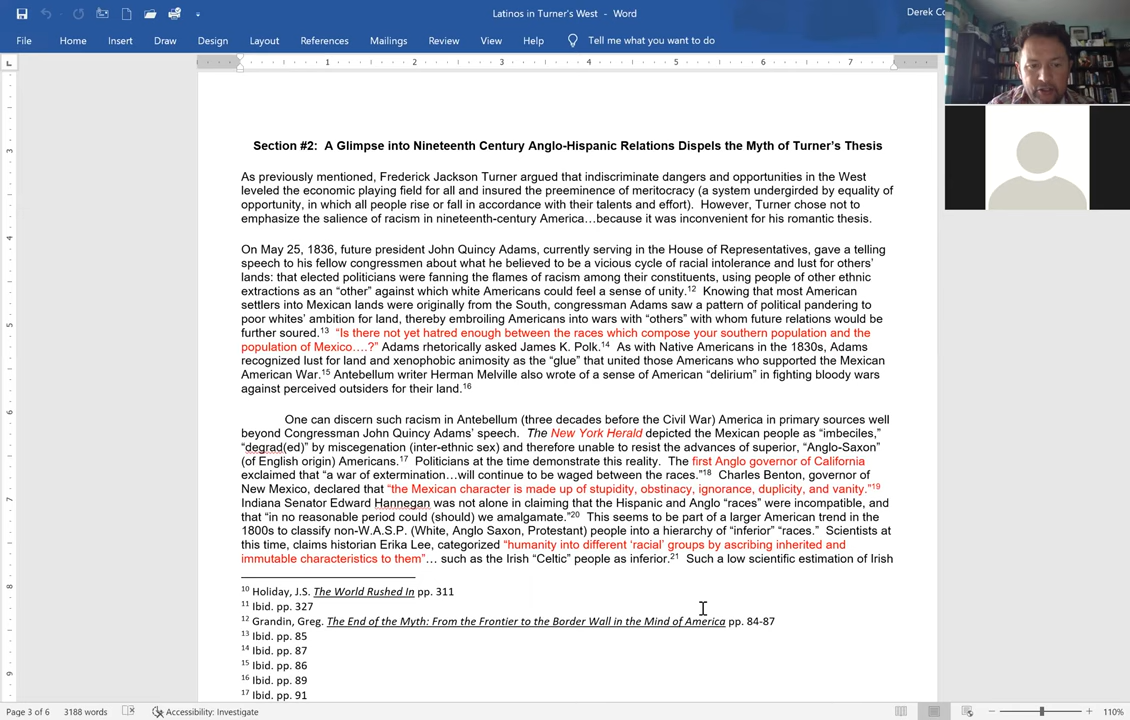 Latinos in Turner's West - Word
Derek Co
File Home Insert Draw Design Layout References Mailings Review View Help Tell me what you want to do
1 2 3 4 5 6 7
Section #2: A Glimpse into Nineteenth Century Anglo-Hispanic Relations Dispels the Myth of Turner's Thesis
As previously mentioned, Frederick Jackson Turner argued that indiscriminate dangers and opportunities in the West
leveled the economic playing field for all and insured the preeminence of meritocracy (a system undergirded by equality of
opportunity, in which all people rise or fall in accordance with their talents and effort). However, Turner chose not to
emphasize the salience of racism in nineteenth-century America…because it was inconvenient for his romantic thesis.
On May 25, 1836, future president John Quincy Adams, currently serving in the House of Representatives, gave a telling
speech to his fellow congressmen about what he believed to be a vicious cycle of racial intolerance and lust for others'
lands: that elected politicians were fanning the flames of racism among their constituents, using people of other ethnic
extractions as an “other” against which white Americans could feel a sense of unity.12 Knowing that most American
settlers into Mexican lands were originally from the South, congressman Adams saw a pattern of political pandering to
poor whites' ambition for land, thereby embroiling Americans into wars with “others” with whom future relations would be
further soured.13 “Is there not yet hatred enough between the races which compose your southern population and the
population of Mexico….?” Adams rhetorically asked James K. Polk.14 As with Native Americans in the 1830s, Adams
recognized lust for land and xenophobic animosity as the “glue” that united those Americans who supported the Mexican
American War.15 Antebellum writer Herman Melville also wrote of a sense of American “delirium” in fighting bloody wars
against perceived outsiders for their land.16
One can discern such racism in Antebellum (three decades before the Civil War) America in primary sources well
beyond Congressman John Quincy Adams' speech. The New York Herald depicted the Mexican people as “imbeciles,”
“degrad(ed)” by miscegenation (inter-ethnic sex) and therefore unable to resist the advances of superior, “Anglo-Saxon”
(of English origin) Americans.17 Politicians at the time demonstrate this reality. The first Anglo governor of California
exclaimed that “a war of extermination…will continue to be waged between the races.”18 Charles Benton, governor of
New Mexico, declared that “the Mexican character is made up of stupidity, obstinacy, ignorance, duplicity, and vanity.”19
Indiana Senator Edward Hannegan was not alone in claiming that the Hispanic and Anglo “races” were incompatible, and
that “in no reasonable period could (should) we amalgamate.”20 This seems to be part of a larger American trend in the
1800s to classify non-W.A.S.P. (White, Anglo Saxon, Protestant) people into a hierarchy of “inferior” “races.” Scientists at
this time, claims historian Erika Lee, categorized “humanity into different ‘racial’ groups by ascribing inherited and
immutable characteristics to them”… such as the Irish “Celtic” people as inferior.21 Such a low scientific estimation of Irish
10 Holiday, J.S. The World Rushed In pp. 311
11 Ibid. pp. 327
12 Grandin, Greg. The End of the Myth: From the Frontier to the Border Wall in the Mind of America pp. 84-87
13 Ibid. pp. 85
14 Ibid. pp. 87
15 Ibid. pp. 86
16 Ibid. pp. 89
17 Ibid. pp. 91
3 4 5 6 7 8 9
Page 3 of 6 3188 words Accessibility: Investigate 110%